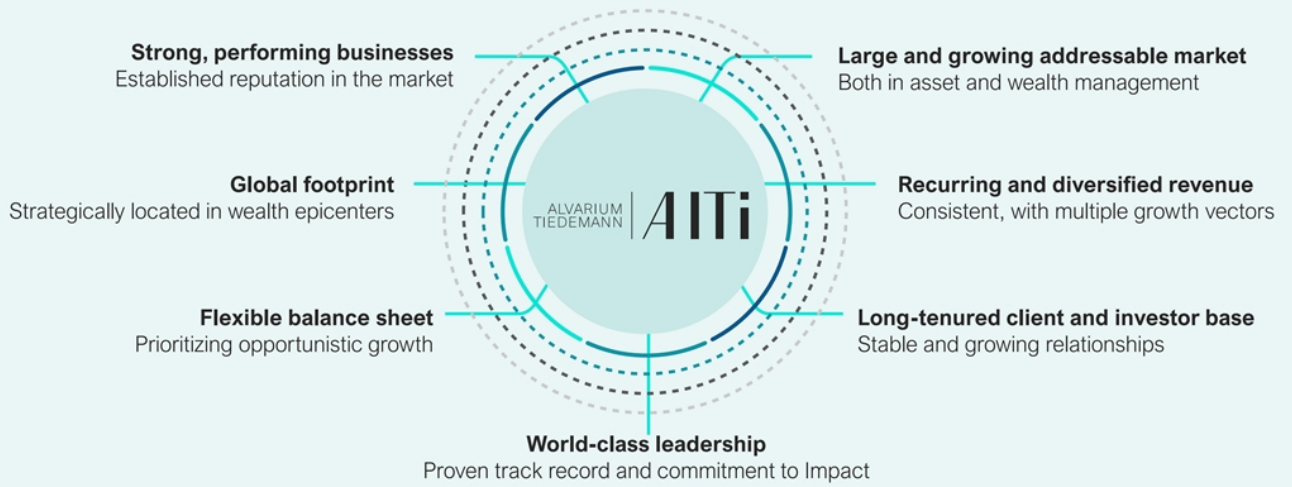 Strong, performing businesses
Established reputation in the market
Large and growing addressable market
Both in asset and wealth management
Global footprint
Strategically located in wealth epicenters
ALVARIUM
TIEDEMANN
AlTi
Recurring and diversified revenue
Consistent, with multiple growth vectors
Flexible balance sheet
Prioritizing opportunistic growth
Long-tenured client and investor base
Stable and growing relationships
World-class leadership
Proven track record and commitment to Impact